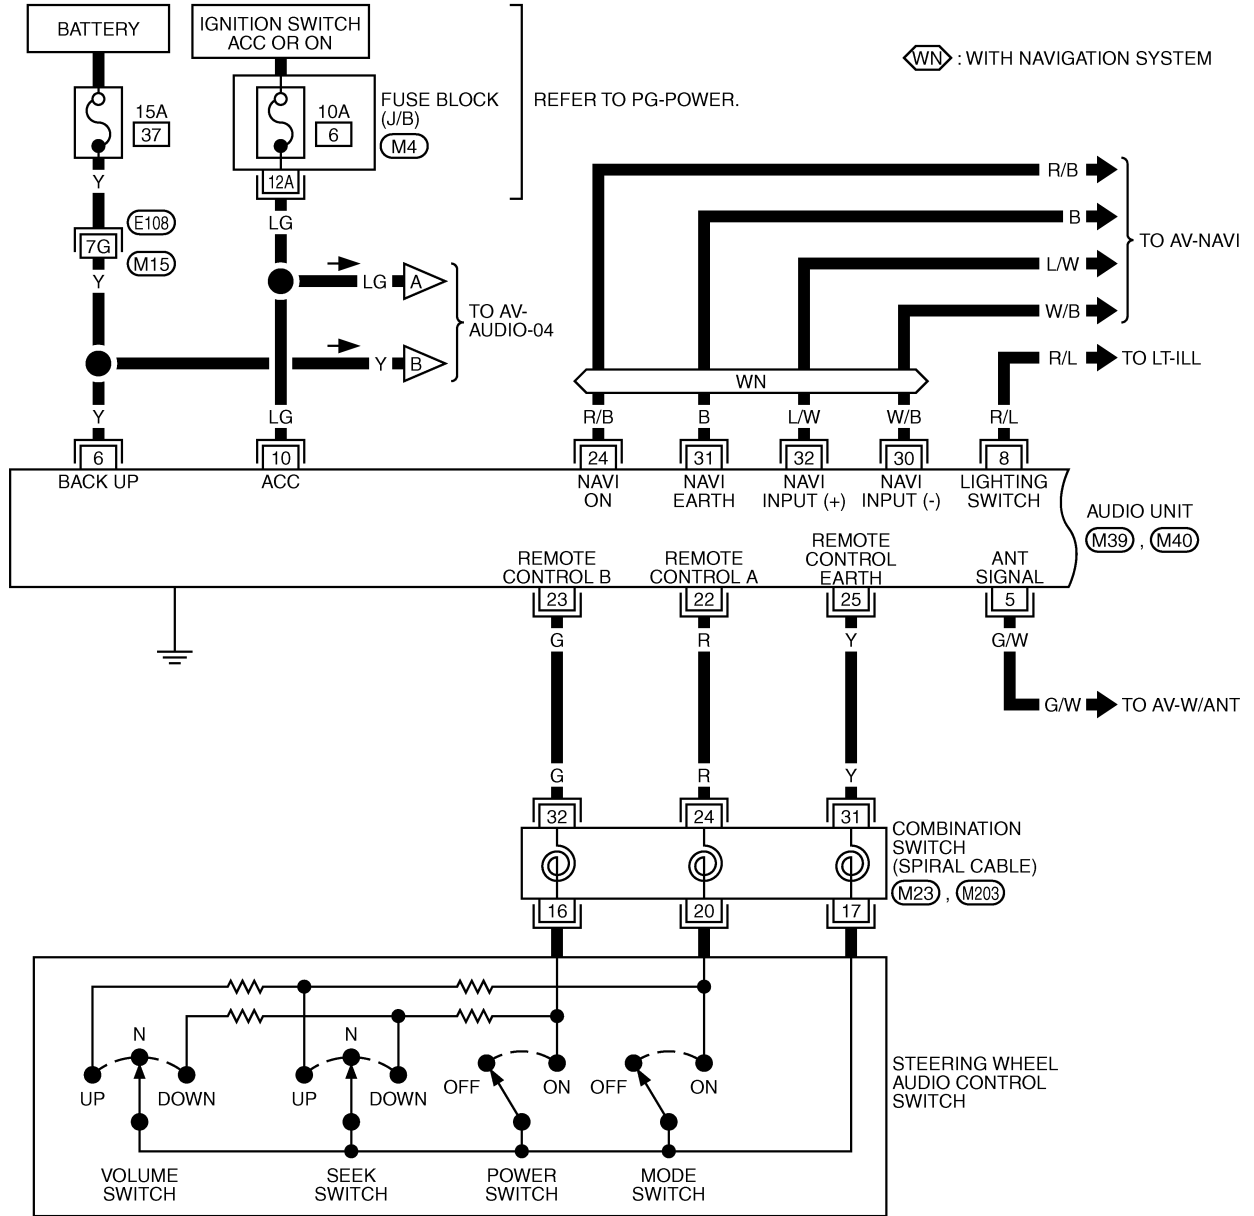 BATTERY
IGNITION SWITCH
ACC OR ON
WN : WITH NAVIGATION SYSTEM
15A
37
10A
6
FUSE BLOCK
(J/B)
M4
REFER TO PG-POWER.
Y
12A
LG
E108
7G
M15
Y
LG
A
TO AV-
AUDIO-04
Y
B
R/B
B
L/W
W/B
TO AV-NAVI
R/L
TO LT-ILL
WN
Y
LG
R/B
B
L/W
W/B
R/L
6
10
24
31
32
30
8
BACK UP
ACC
NAVI
ON
NAVI
EARTH
NAVI
INPUT (+)
NAVI
INPUT (-)
LIGHTING
SWITCH
AUDIO UNIT
M39 , M40
REMOTE
CONTROL B
REMOTE
CONTROL A
REMOTE
CONTROL
EARTH
ANT
SIGNAL
23
22
25
5
G
R
Y
G/W
G/W
TO AV-W/ANT
G
R
Y
32
24
31
COMBINATION
SWITCH
(SPIRAL CABLE)
M23 , M203
16
20
17
N
N
UP
DOWN
UP
DOWN
OFF
ON
OFF
ON
STEERING WHEEL
AUDIO CONTROL
SWITCH
VOLUME
SWITCH
SEEK
SWITCH
POWER
SWITCH
MODE
SWITCH